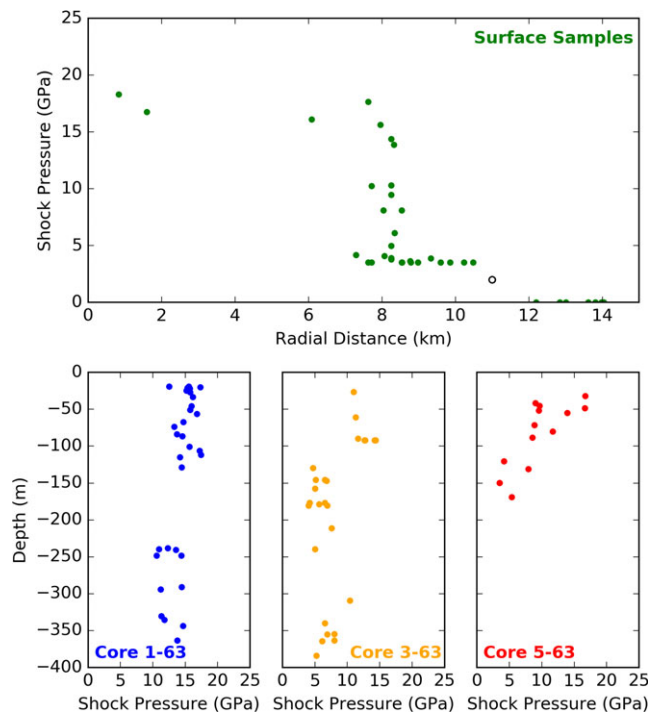 25
Surface Samples
20
15
10
5
0
Shock Pressure (GPa)
0 2 4 6 8 10 12 14
Radial Distance (km)
0
−50
−100
−150
−200
−250
−300
−350
−400
Depth (m)
Core 1-63
Core 3-63
Core 5-63
0 5 10 15 20 25
0 5 10 15 20 25
0 5 10 15 20 25
Shock Pressure (GPa)
Shock Pressure (GPa)
Shock Pressure (GPa)